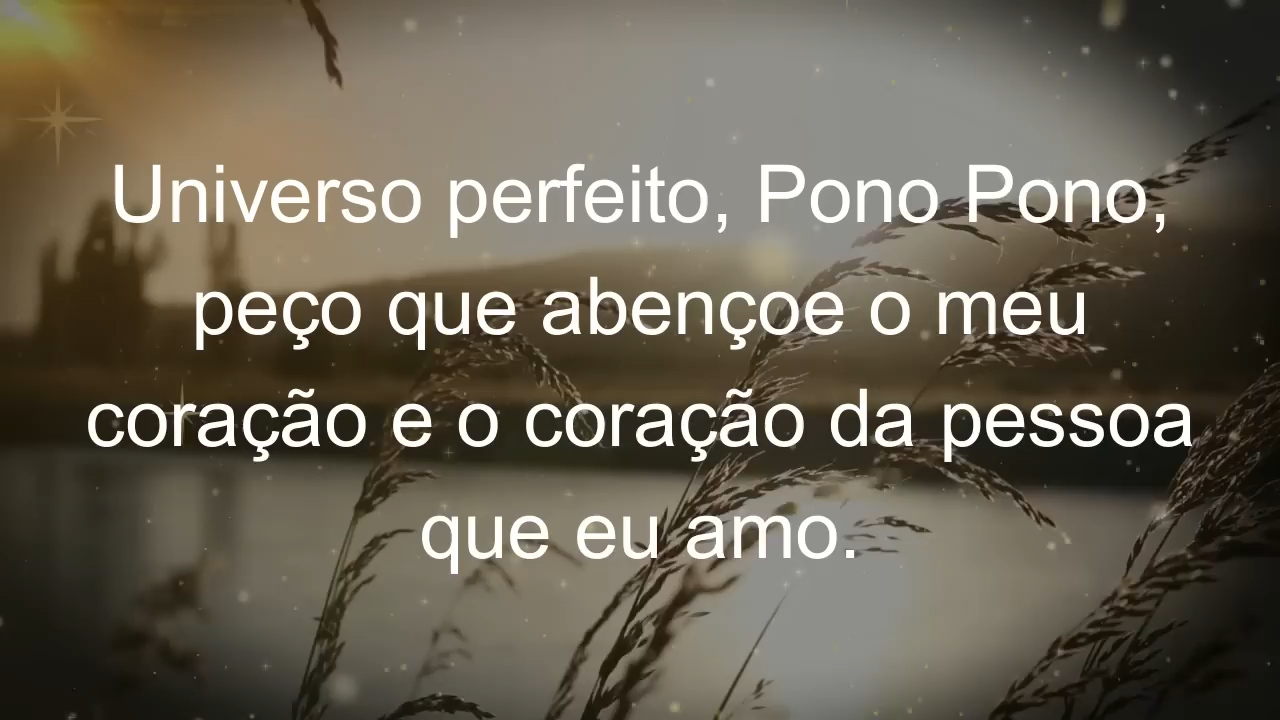 Universo perfeito, Pono Pono,
peço que abençoe o meu
coração e o coração da pessoa
que eu amo.